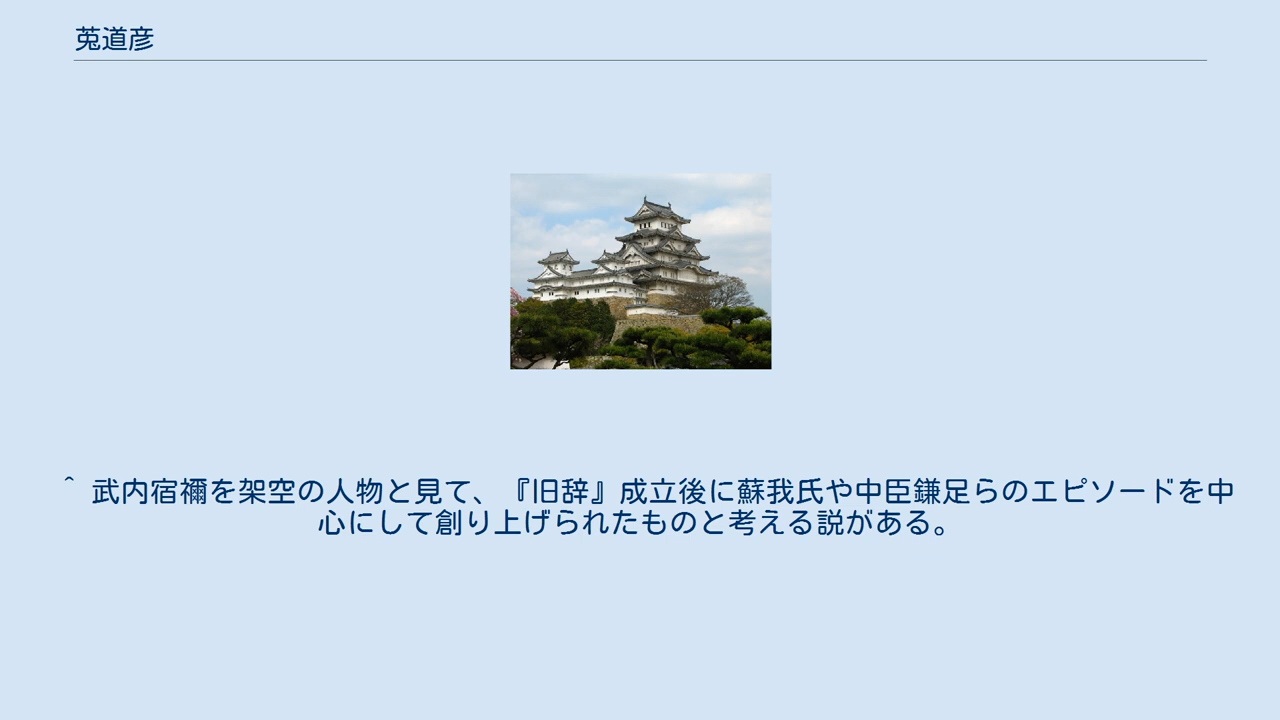 菟道彦
^ 武内宿禰を架空の人物と見て、『旧辞』成立後に蘇我氏や中臣鎌足らのエピソードを中
心にして創り上げられたものと考える説がある。